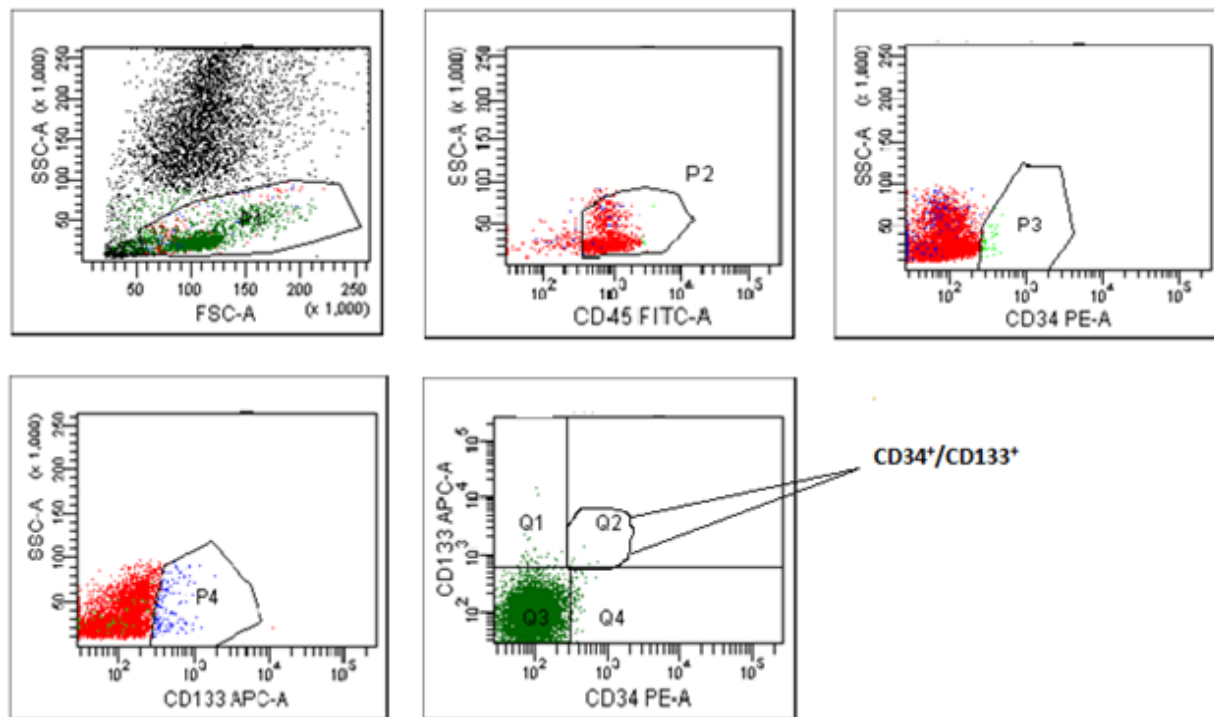 SSC-A (x 1,000)
250
200
150
100
50
50 100 150 200 250
FSC-A (x 1,000)
SSC-A (x 1,000)
250
200
150
100
50
P2
10² 10³ 10⁴ 10⁵
CD45 FITC-A
SSC-A (x 1,000)
250
200
150
100
50
P3
10² 10³ 10⁴ 10⁵
CD34 PE-A
SSC-A (x 1,000)
250
200
150
100
50
P4
10² 10³ 10⁴ 10⁵
CD133 APC-A
CD133 APC-A
10⁵
10⁴
10³
10²
Q1 Q2
Q3 Q4
10² 10³ 10⁴ 10⁵
CD34 PE-A
CD34⁺/CD133⁺